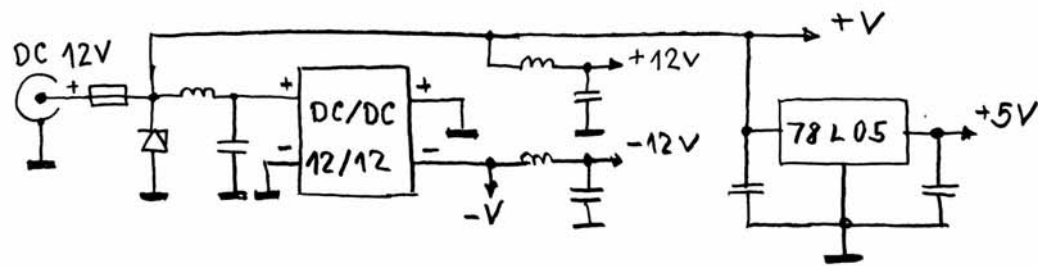 DC 12V
+V
+12V
+
+
+
DC/DC
12/12
-
-
-12V
-V
78L05
+5V